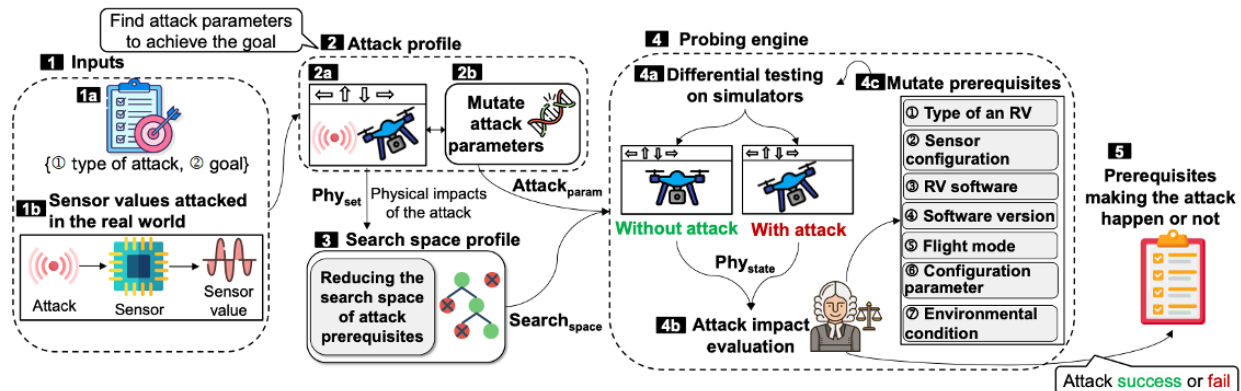 Find attack parameters
to achieve the goal
1 Inputs
1a
{① type of attack, ② goal}
1b Sensor values attacked
in the real world
Attack
Sensor
Sensor
value
2 Attack profile
2a
2b
Mutate
attack
parameters
Physet
Physical impacts
of the attack
Attackparam
3 Search space profile
Reducing the
search space
of attack
prerequisites
Searchspace
4 Probing engine
4a Differential testing
on simulators
Without attack
With attack
Phystate
4b Attack impact
evaluation
4c Mutate prerequisites
① Type of an RV
② Sensor
configuration
③ RV software
④ Software version
⑤ Flight mode
⑥ Configuration
parameter
⑦ Environmental
condition
5
Prerequisites
making the attack
happen or not
Attack success or fail